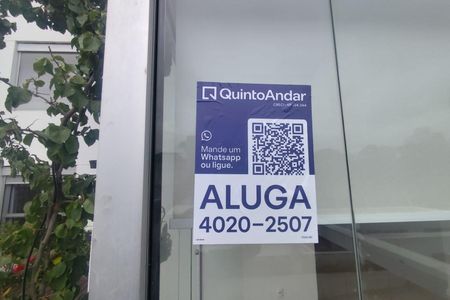 QuintoAndar
Mande um
Whatsapp
ou ligue.
ALUGA
4020-2507